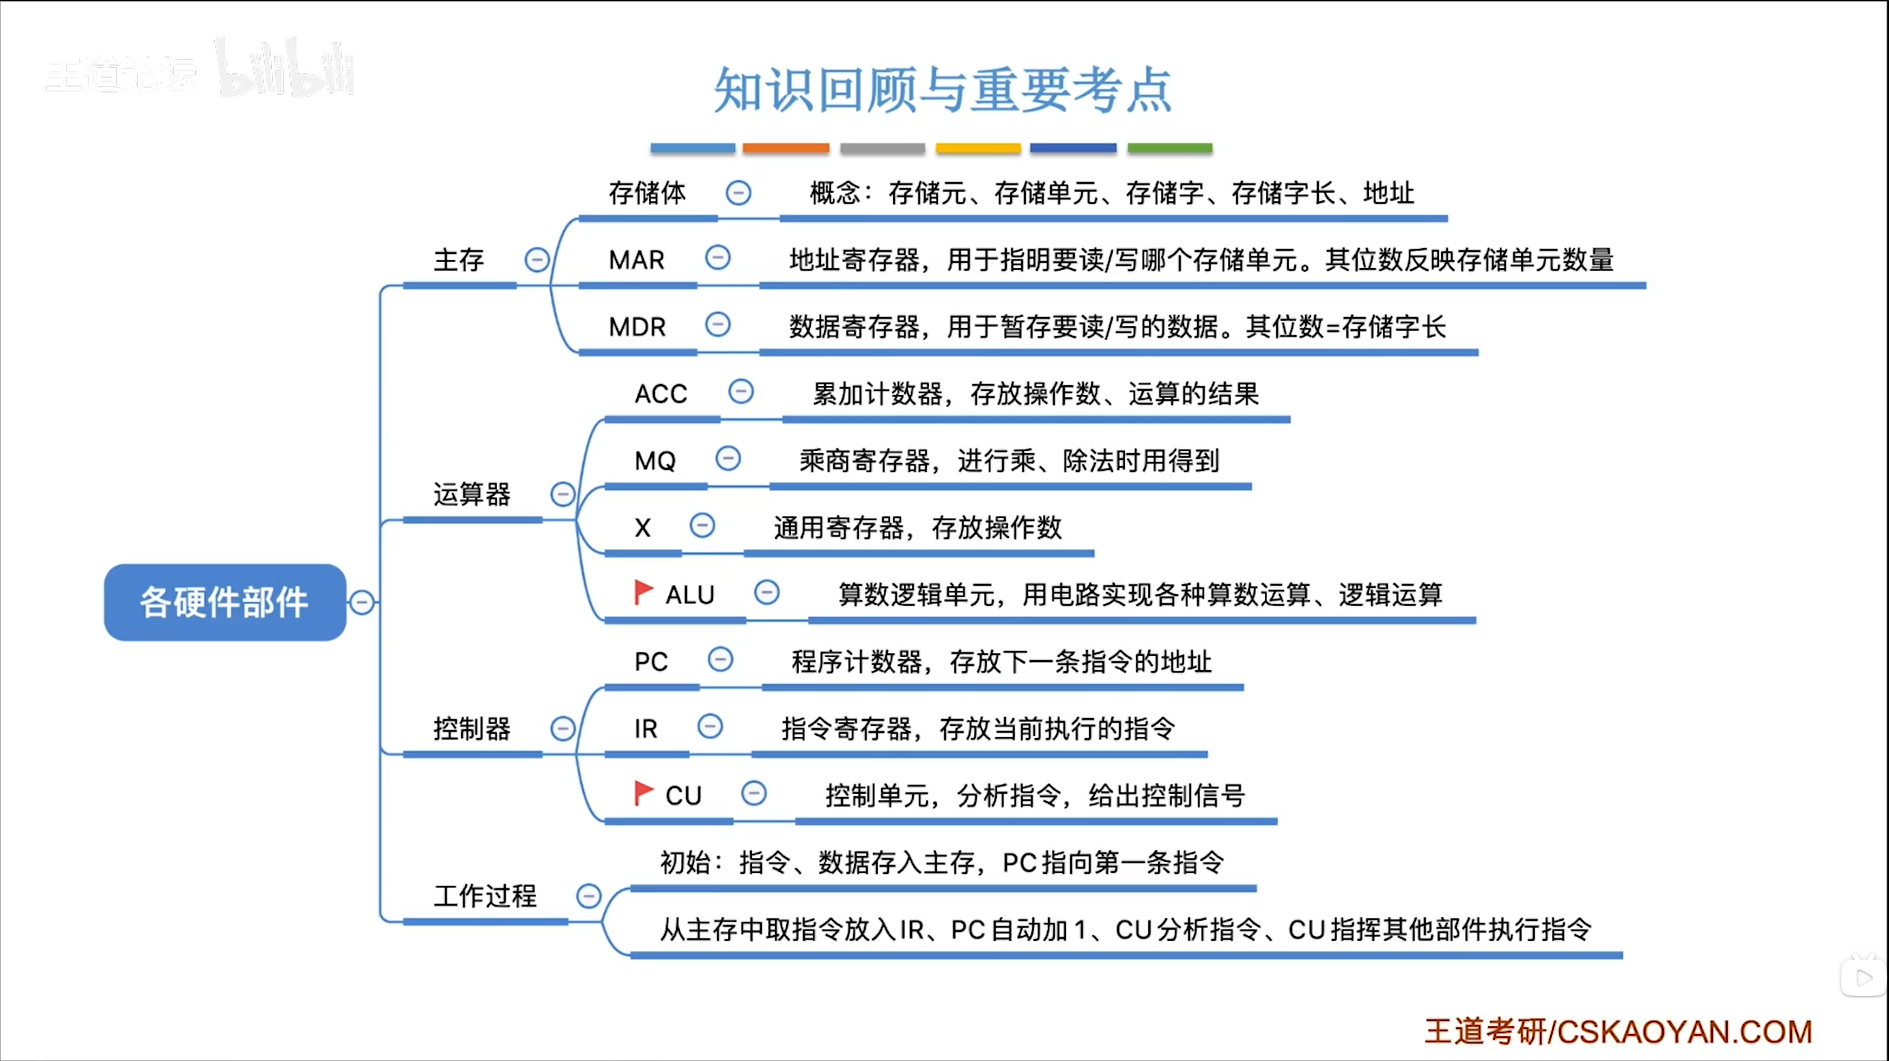 王道论坛 bilibili
知识回顾与重要考点
存储体 概念：存储元、存储单元、存储字、存储字长、地址
主存
MAR 地址寄存器，用于指明要读/写哪个存储单元。其位数反映存储单元数量
MDR 数据寄存器，用于暂存要读/写的数据。其位数=存储字长
ACC 累加计数器，存放操作数、运算的结果
MQ 乘商寄存器，进行乘、除法时用得到
运算器
X 通用寄存器，存放操作数
ALU 算数逻辑单元，用电路实现各种算数运算、逻辑运算
各硬件部件
PC 程序计数器，存放下一条指令的地址
控制器
IR 指令寄存器，存放当前执行的指令
CU 控制单元，分析指令，给出控制信号
初始：指令、数据存入主存，PC指向第一条指令
工作过程
从主存中取指令放入IR、PC自动加1、CU分析指令、CU指挥其他部件执行指令
王道考研/CSKAOYAN.COM